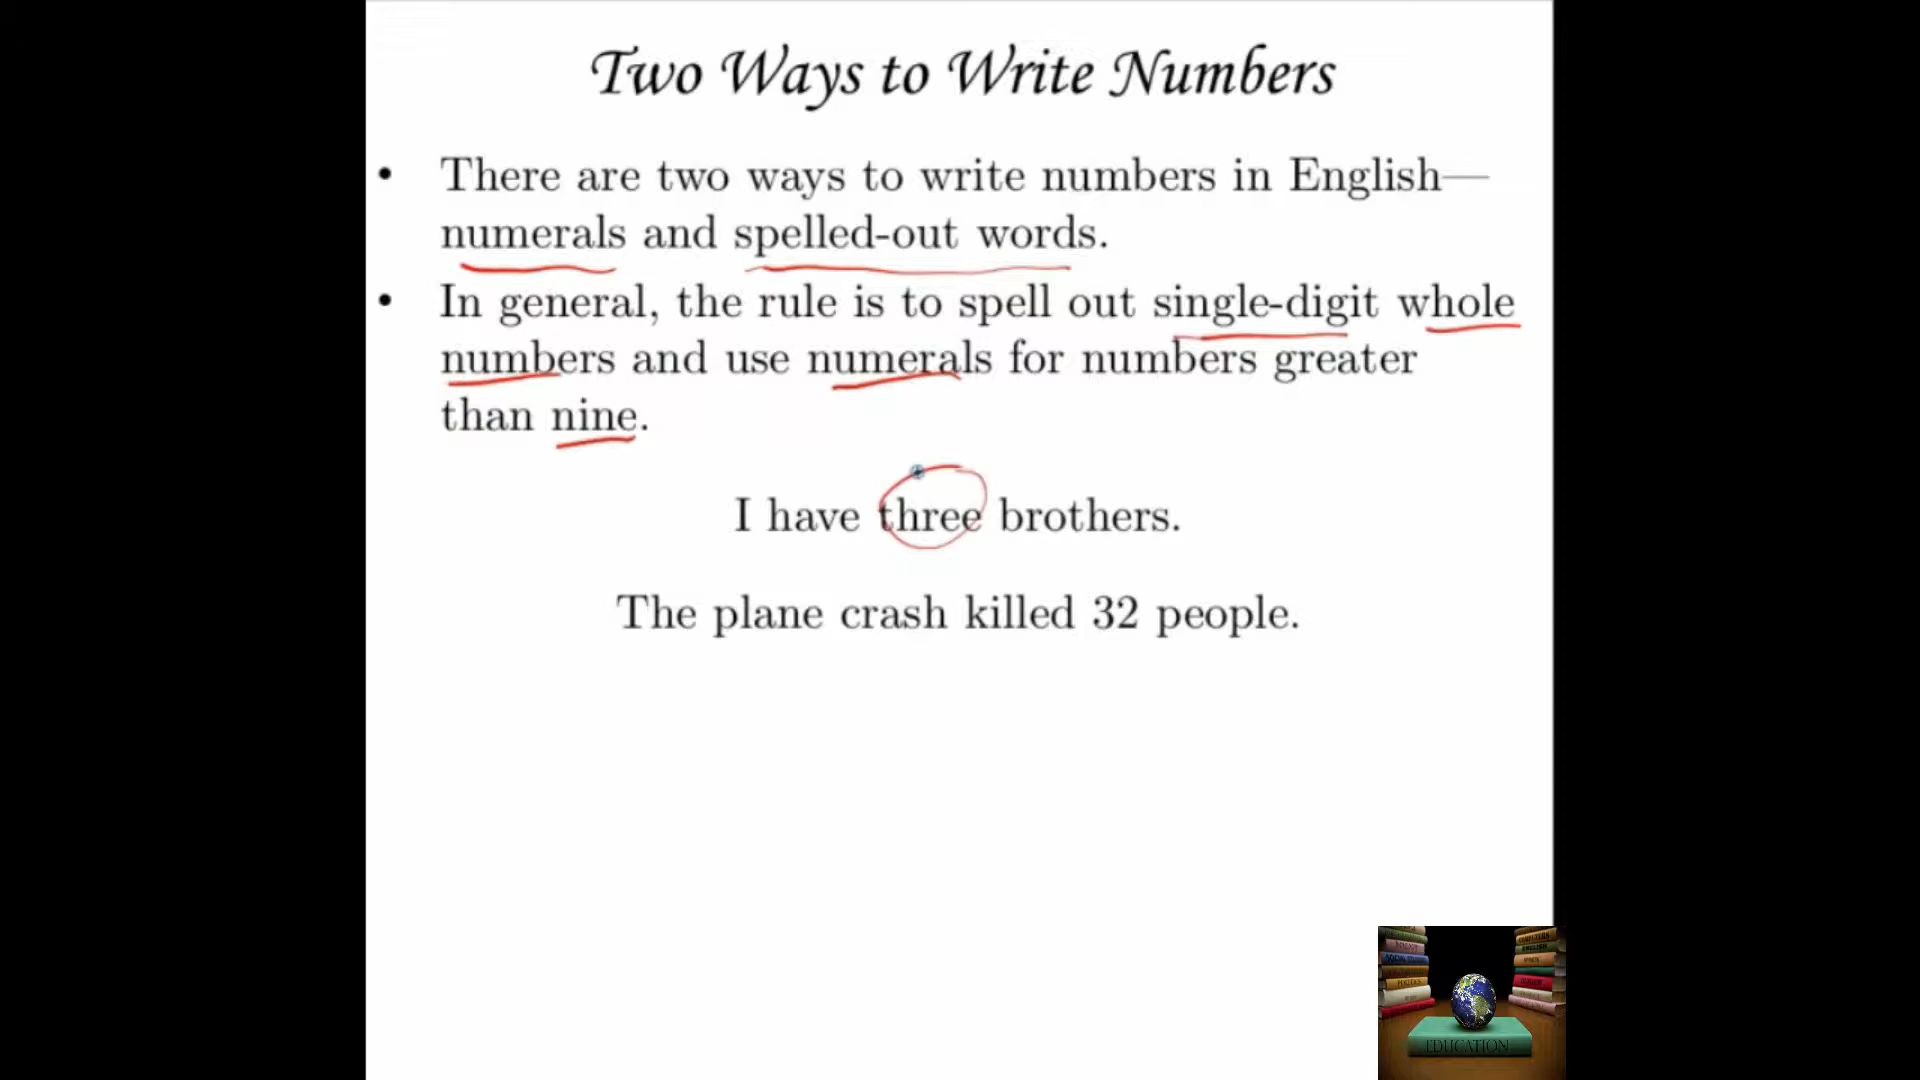 Two Ways to Write Numbers
• There are two ways to write numbers in English—
numerals and spelled-out words.
• In general, the rule is to spell out single-digit whole
numbers and use numerals for numbers greater
than nine.
I have three brothers.
The plane crash killed 32 people.
EDUCATION